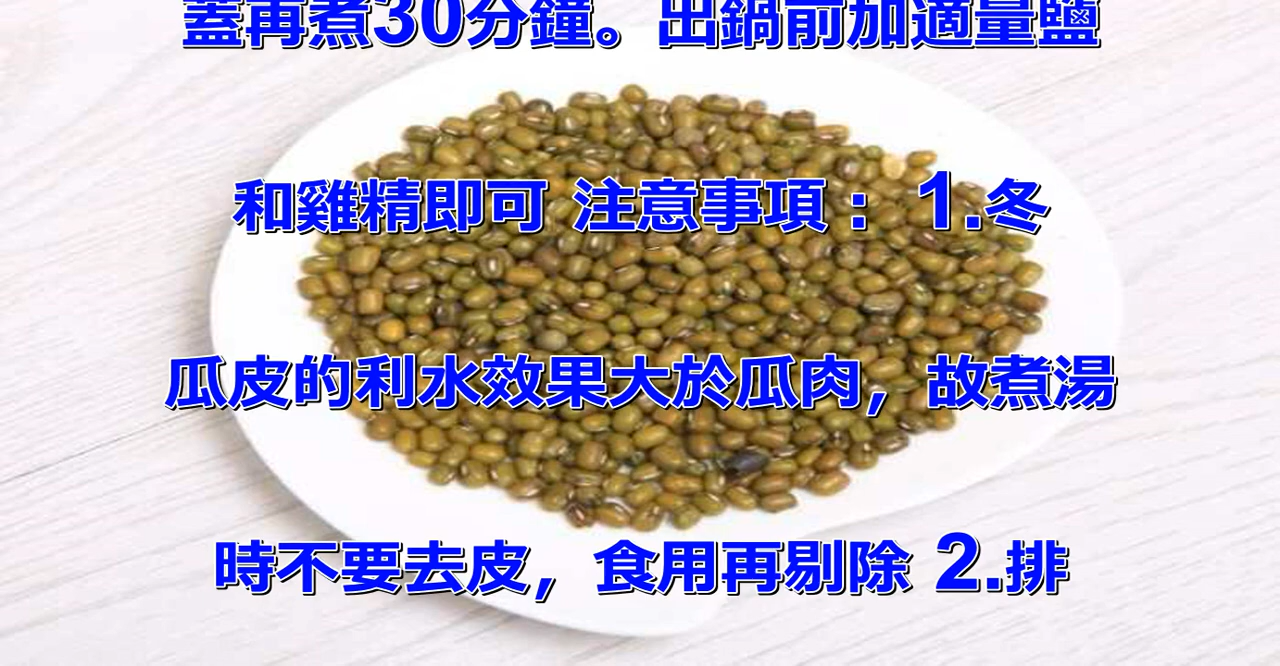 蓋再煮30分鐘。出鍋前加適量鹽
和雞精即可 注意事項： 1.冬
瓜皮的利水效果大於瓜肉，故煮湯
時不要去皮，食用再剔除 2.排